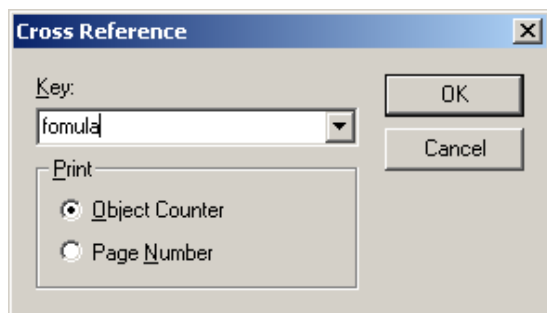 Cross Reference
Key:
OK
fomula
Cancel
Print
Object Counter
Page Number